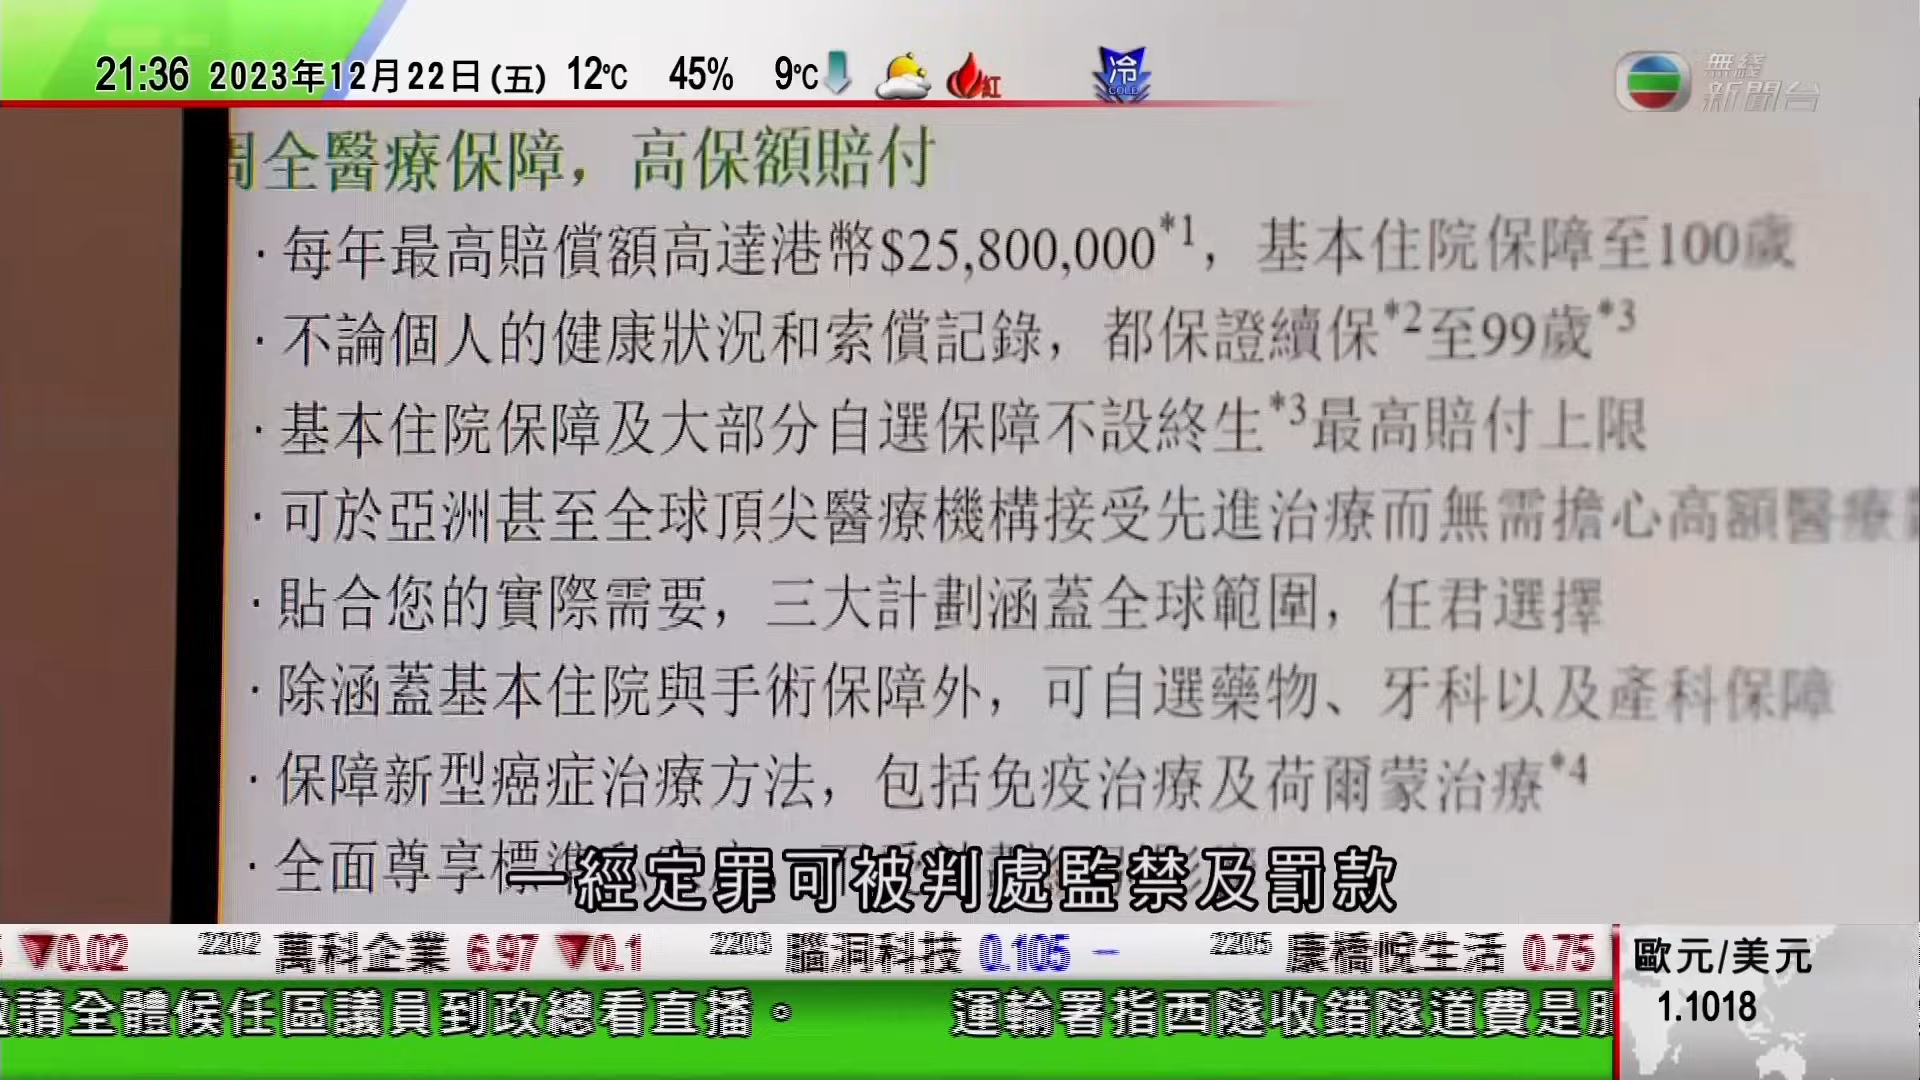 21:36 2023年12月22日(五) 12℃ 45% 9℃ 紅 冷 COLD
無綫
新聞台
周全醫療保障，高保額賠付
·每年最高賠償額高達港幣$25,800,000*1，基本住院保障至100歲
·不論個人的健康狀況和索償記錄，都保證續保*2至99歲*3
·基本住院保障及大部分自選保障不設終生*3最高賠付上限
·可於亞洲甚至全球頂尖醫療機構接受先進治療而無需擔心高額醫療
·貼合您的實際需要，三大計劃涵蓋全球範圍，任君選擇
·除涵蓋基本住院與手術保障外，可自選藥物、牙科以及產科保障
·保障新型癌症治療方法，包括免疫治療及荷爾蒙治療*4
·全面尊享標準
一經定罪可被判處監禁及罰款
▼0.02 2202 萬科企業 6.97 ▼0.1 2203 腦洞科技 0.105 － 2205 康橋悅生活 0.75
歐元/美元
1.1018
邀請全體候任區議員到政總看直播。 運輸署指西隧收錯隧道費是